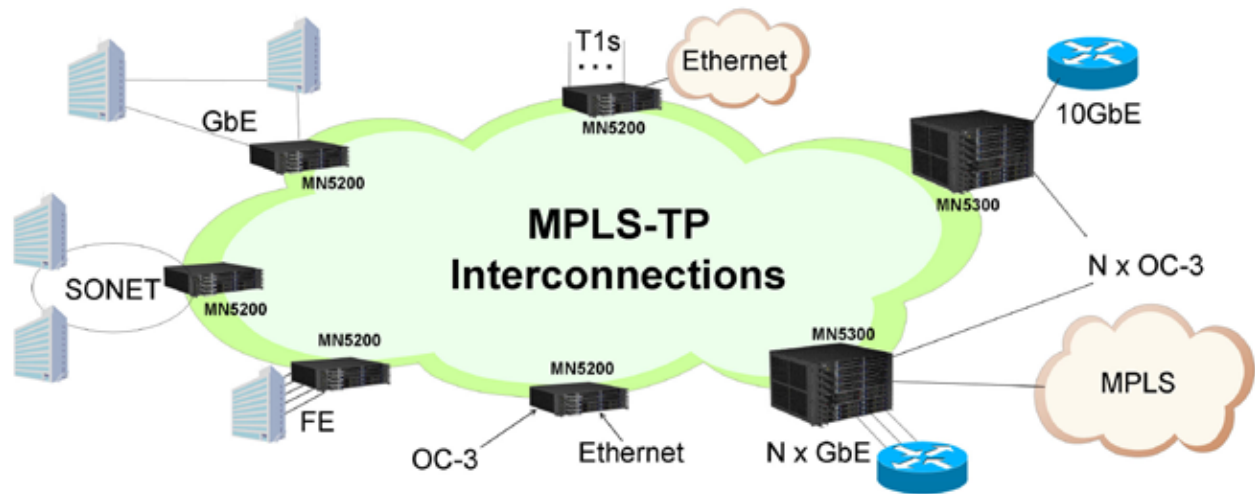 T1s
Ethernet
GbE
MN5200
10GbE
MN5200
MN5300
MPLS-TP
Interconnections
SONET
N x OC-3
MN5200
MN5200
MN5300
MN5200
MPLS
FE
OC-3
Ethernet
N x GbE